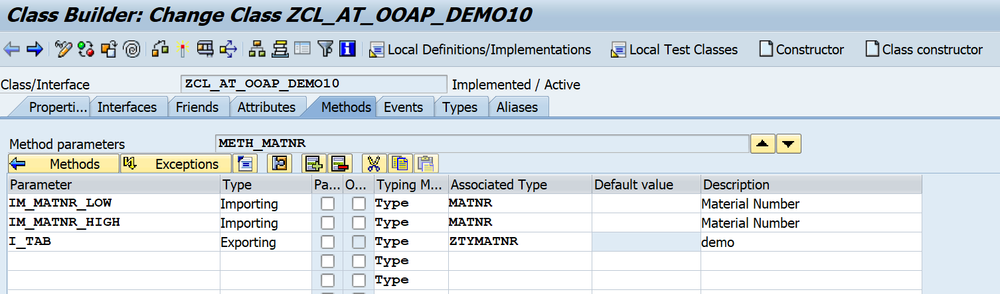 Class Builder: Change Class ZCL_AT_OOAP_DEMO10
Local Definitions/Implementations Local Test Classes Constructor Class constructor
Class/Interface ZCL_AT_OOAP_DEMO10 Implemented / Active
Properti... Interfaces Friends Attributes Methods Events Types Aliases
Method parameters METH_MATNR
Methods Exceptions
Parameter Type Pa... O... Typing M... Associated Type Default value Description
IM_MATNR_LOW Importing Type MATNR Material Number
IM_MATNR_HIGH Importing Type MATNR Material Number
I_TAB Exporting Type ZTYMATNR demo
Type
Type